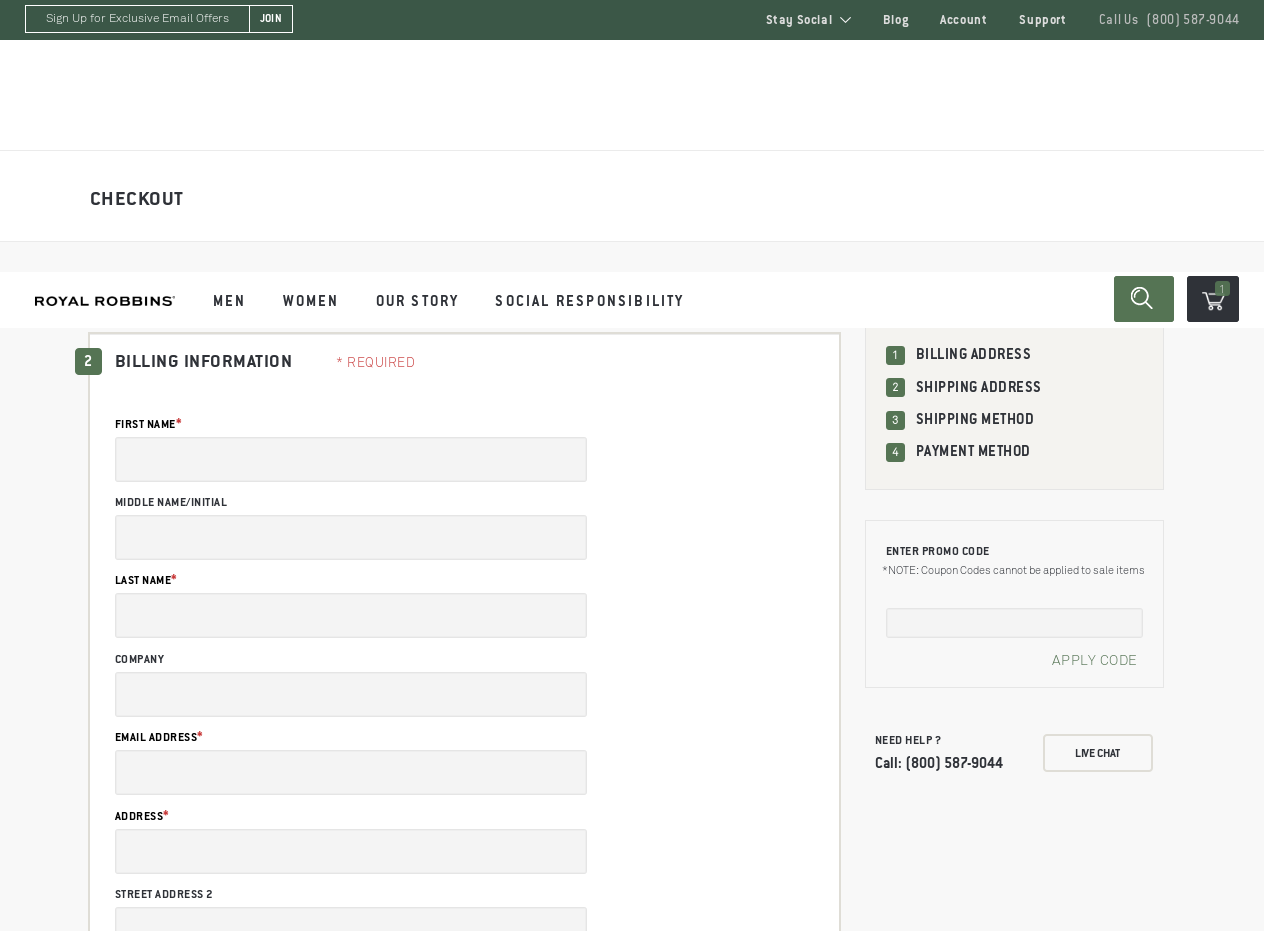 Sign Up for Exclusive Email Offers JOIN Stay Social Blog Account Support Call Us (800) 587-9044
CHECKOUT
ROYAL ROBBINS MEN WOMEN OUR STORY SOCIAL RESPONSIBILITY 1
2 BILLING INFORMATION * REQUIRED
FIRST NAME*
MIDDLE NAME/INITIAL
LAST NAME*
COMPANY
EMAIL ADDRESS*
ADDRESS*
STREET ADDRESS 2
1 BILLING ADDRESS
2 SHIPPING ADDRESS
3 SHIPPING METHOD
4 PAYMENT METHOD
ENTER PROMO CODE
*NOTE: Coupon Codes cannot be applied to sale items
APPLY CODE
NEED HELP ?
Call: (800) 587-9044
LIVE CHAT